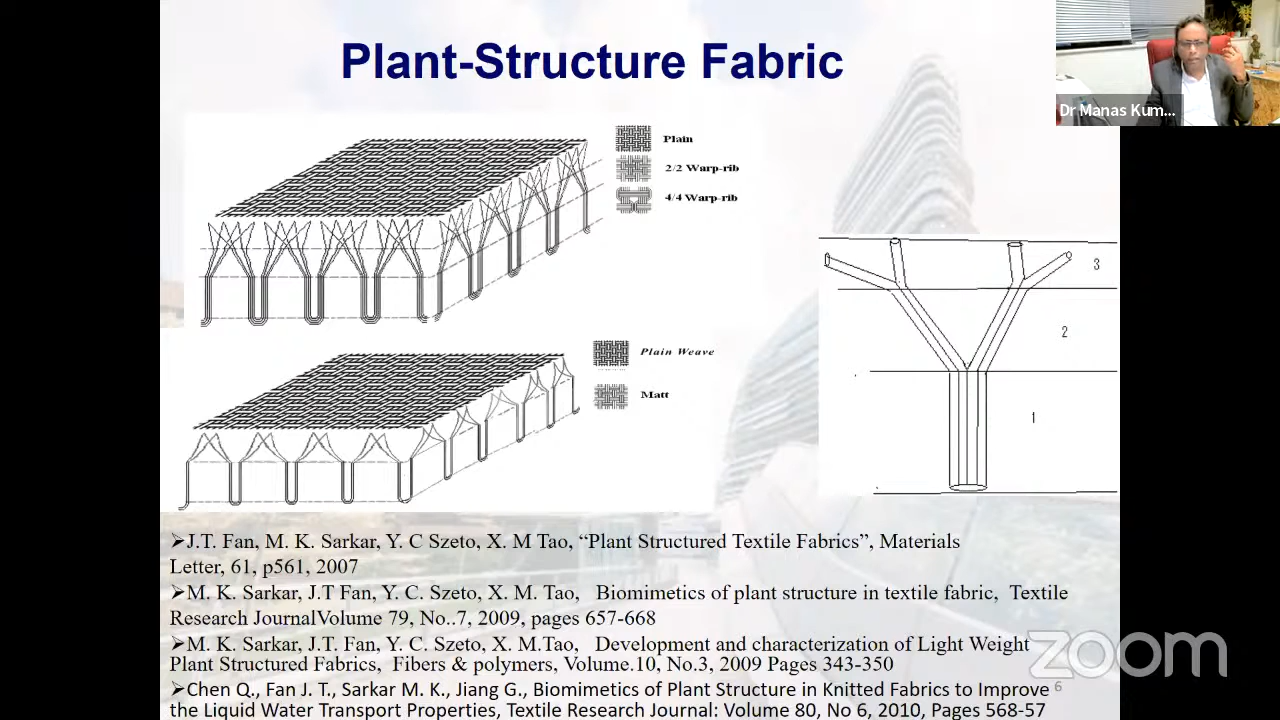 Plant-Structure Fabric
Dr Manas Kum...
Plain
2/2 Warp-rib
4/4 Warp-rib
3
2
1
Plain Weave
Matt
➢J.T. Fan, M. K. Sarkar, Y. C Szeto, X. M Tao, “Plant Structured Textile Fabrics”, Materials
Letter, 61, p561, 2007
➢M. K. Sarkar, J.T Fan, Y. C. Szeto, X. M. Tao, Biomimetics of plant structure in textile fabric, Textile
Research JournalVolume 79, No..7, 2009, pages 657-668
➢M. K. Sarkar, J.T. Fan, Y. C. Szeto, X. M.Tao, Development and characterization of Light Weight
Plant Structured Fabrics, Fibers & polymers, Volume.10, No.3, 2009 Pages 343-350
➢Chen Q., Fan J. T., Sarkar M. K., Jiang G., Biomimetics of Plant Structure in Knitted Fabrics to Improve
the Liquid Water Transport Properties, Textile Research Journal: Volume 80, No 6, 2010, Pages 568-57
6
zoom